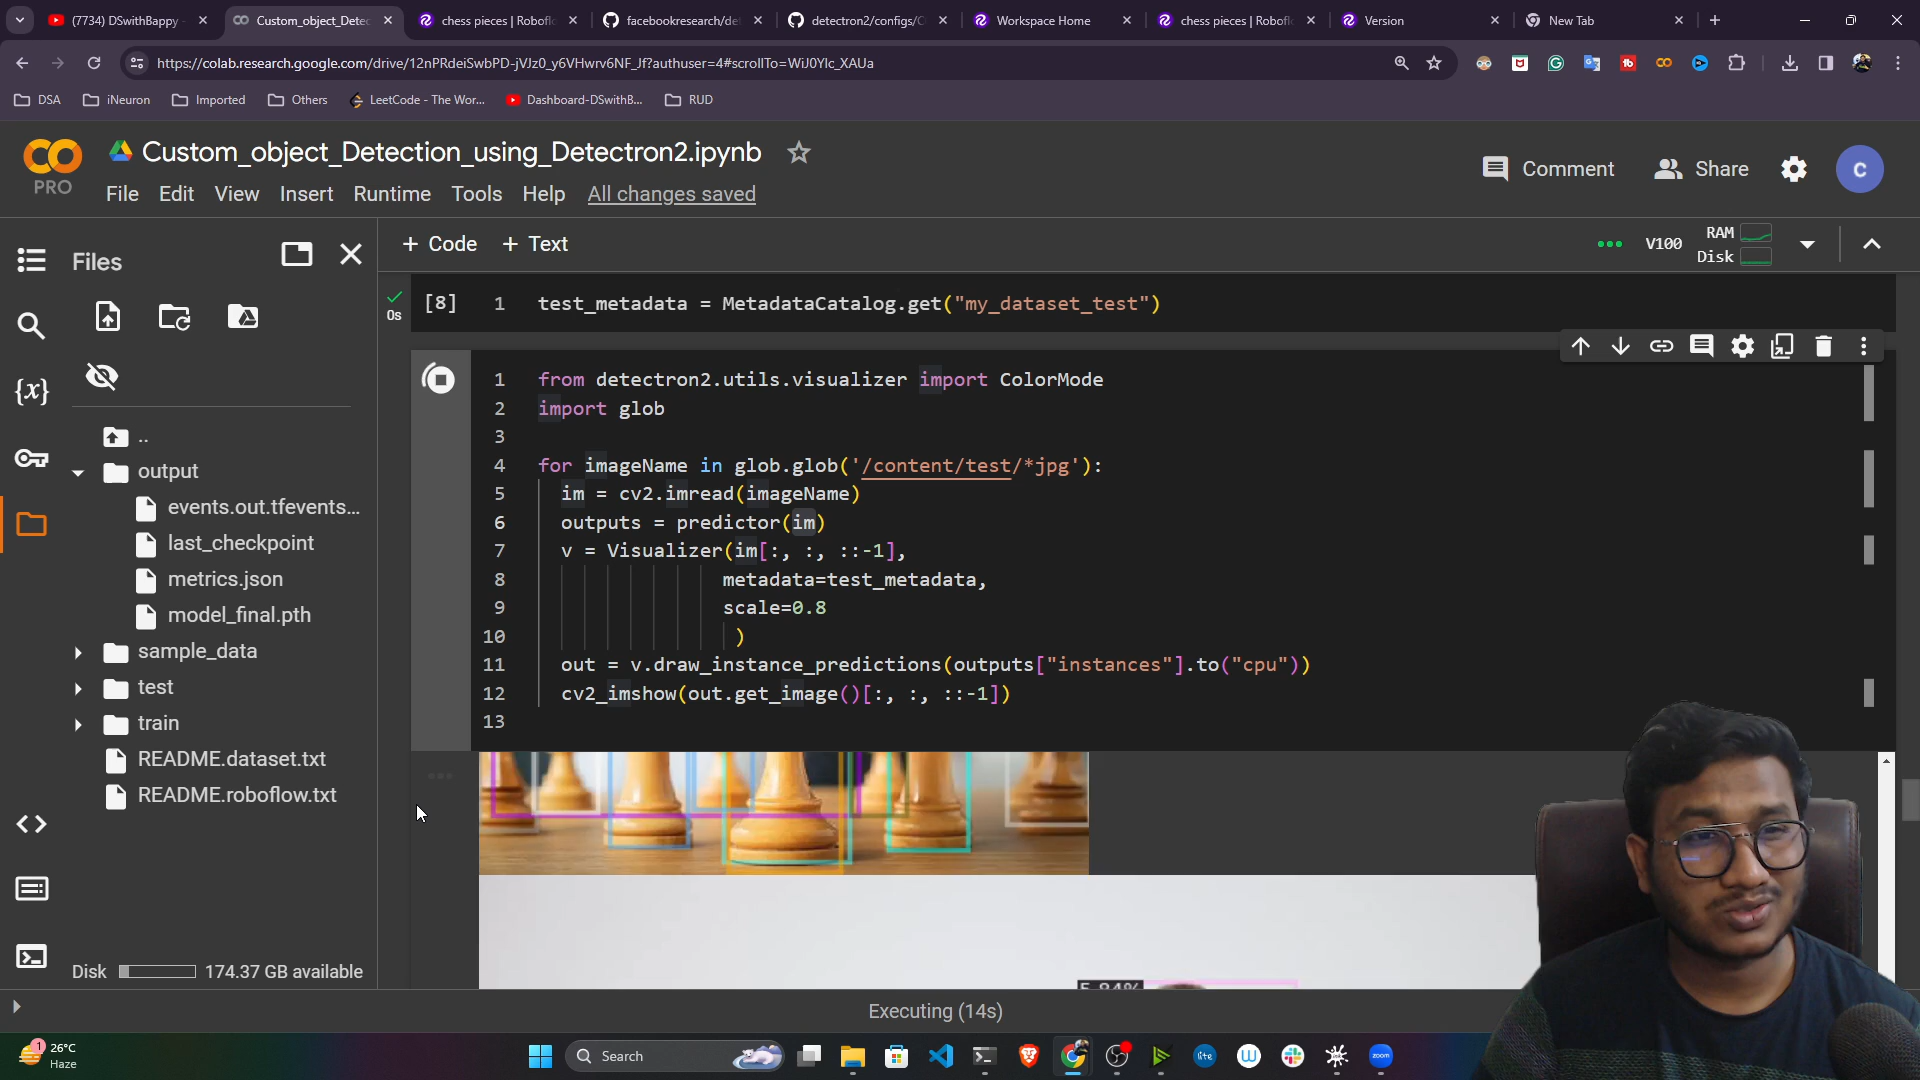 (7734) DSwithBappy -
Custom_object_Detec
chess pieces | Robofl
facebookresearch/de
detectron2/configs/C
Workspace Home
chess pieces | Robofl
Version
New Tab
https://colab.research.google.com/drive/12nPRdeiSwbPD-jVJz0_y6VHwrv6NF_Jf?authuser=4#scrollTo=WiJ0Ylc_XAUa
DSA
iNeuron
Imported
Others
LeetCode - The Wor...
Dashboard-DSwithB...
RUD
CO
PRO
Custom_object_Detection_using_Detectron2.ipynb
Comment
Share
C
File Edit View Insert Runtime Tools Help All changes saved
Files
+ Code + Text
V100
RAM
Disk
0s
[8]
1 test_metadata = MetadataCatalog.get("my_dataset_test")
1 from detectron2.utils.visualizer import ColorMode
2 import glob
3
4 for imageName in glob.glob('/content/test/*jpg'):
5 im = cv2.imread(imageName)
6 outputs = predictor(im)
7 v = Visualizer(im[:, :, ::-1],
8 metadata=test_metadata,
9 scale=0.8
10 )
11 out = v.draw_instance_predictions(outputs["instances"].to("cpu"))
12 cv2_imshow(out.get_image()[:, :, ::-1])
13
{x}
..
output
events.out.tfevents...
last_checkpoint
metrics.json
model_final.pth
sample_data
test
train
README.dataset.txt
README.roboflow.txt
Disk 174.37 GB available
Executing (14s)
1
26°C
Haze
Search
lite
zoom